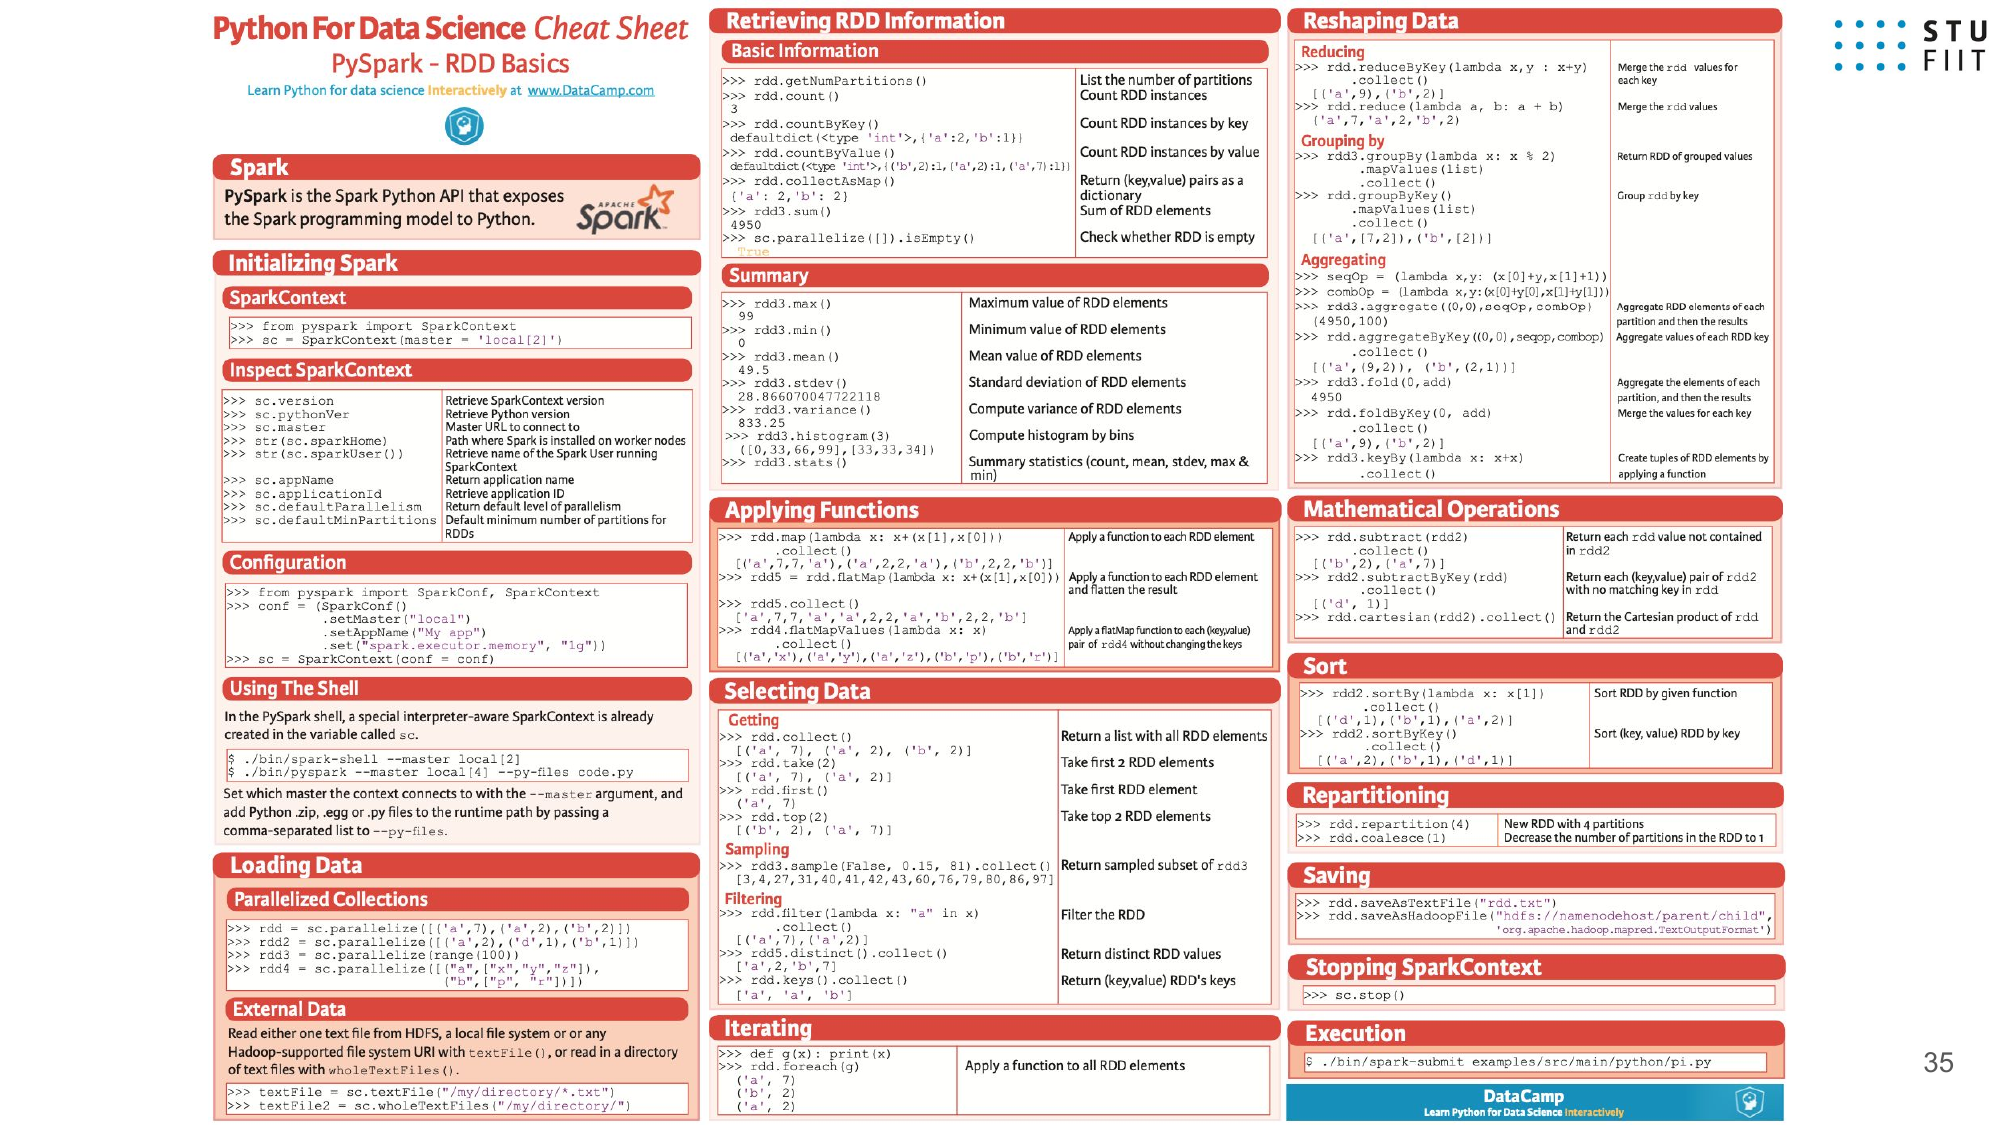 Python For Data Science Cheat Sheet
PySpark - RDD Basics
Learn Python for data science Interactively at www.DataCamp.com
Spark
PySpark is the Spark Python API that exposes
the Spark programming model to Python.
APACHE
Spark
Initializing Spark
SparkContext
>>> from pyspark import SparkContext
>>> sc = SparkContext(master = 'local[2]')
Inspect SparkContext
>>> sc.version Retrieve SparkContext version
>>> sc.pythonVer Retrieve Python version
>>> sc.master Master URL to connect to
>>> str(sc.sparkHome) Path where Spark is installed on worker nodes
>>> str(sc.sparkUser()) Retrieve name of the Spark User running
SparkContext
>>> sc.appName Return application name
>>> sc.applicationId Retrieve application ID
>>> sc.defaultParallelism Return default level of parallelism
>>> sc.defaultMinPartitions Default minimum number of partitions for
RDDs
Configuration
>>> from pyspark import SparkConf, SparkContext
>>> conf = (SparkConf()
.setMaster("local")
.setAppName("My app")
.set("spark.executor.memory", "1g"))
>>> sc = SparkContext(conf = conf)
Using The Shell
In the PySpark shell, a special interpreter-aware SparkContext is already
created in the variable called sc.
$ ./bin/spark-shell --master local[2]
$ ./bin/pyspark --master local[4] --py-files code.py
Set which master the context connects to with the --master argument, and
add Python .zip, .egg or .py files to the runtime path by passing a
comma-separated list to --py-files.
Loading Data
Parallelized Collections
>>> rdd = sc.parallelize([('a',7),('a',2),('b',2)])
>>> rdd2 = sc.parallelize([('a',2),('d',1),('b',1)])
>>> rdd3 = sc.parallelize(range(100))
>>> rdd4 = sc.parallelize([("a",["x","y","z"]),
("b",["p", "r"])])
External Data
Read either one text file from HDFS, a local file system or or any
Hadoop-supported file system URI with textFile(), or read in a directory
of text files with wholeTextFiles().
>>> textFile = sc.textFile("/my/directory/*.txt")
>>> textFile2 = sc.wholeTextFiles("/my/directory/")
Retrieving RDD Information
Basic Information
>>> rdd.getNumPartitions() List the number of partitions
>>> rdd.count() Count RDD instances
3
>>> rdd.countByKey() Count RDD instances by key
defaultdict(<type 'int'>,{'a':2,'b':1})
>>> rdd.countByValue() Count RDD instances by value
defaultdict(<type 'int'>,{('b',2):1,('a',2):1,('a',7):1})
>>> rdd.collectAsMap() Return (key,value) pairs as a
{'a': 2,'b': 2} dictionary
>>> rdd3.sum() Sum of RDD elements
4950
>>> sc.parallelize([]).isEmpty() Check whether RDD is empty
True
Summary
>>> rdd3.max() Maximum value of RDD elements
99
>>> rdd3.min() Minimum value of RDD elements
0
>>> rdd3.mean() Mean value of RDD elements
49.5
>>> rdd3.stdev() Standard deviation of RDD elements
28.866070047722118
>>> rdd3.variance() Compute variance of RDD elements
833.25
>>> rdd3.histogram(3) Compute histogram by bins
([0,33,66,99],[33,33,34])
>>> rdd3.stats() Summary statistics (count, mean, stdev, max &
min)
Applying Functions
>>> rdd.map(lambda x: x+(x[1],x[0])) Apply a function to each RDD element
.collect()
[('a',7,7,'a'),('a',2,2,'a'),('b',2,2,'b')]
>>> rdd5 = rdd.flatMap(lambda x: x+(x[1],x[0])) Apply a function to each RDD element
and flatten the result
>>> rdd5.collect()
['a',7,7,'a','a',2,2,'a','b',2,2,'b']
>>> rdd4.flatMapValues(lambda x: x) Apply a flatMap function to each (key,value)
.collect() pair of rdd4 without changing the keys
[('a','x'),('a','y'),('a','z'),('b','p'),('b','r')]
Selecting Data
Getting
>>> rdd.collect() Return a list with all RDD elements
[('a', 7), ('a', 2), ('b', 2)]
>>> rdd.take(2) Take first 2 RDD elements
[('a', 7), ('a', 2)]
>>> rdd.first() Take first RDD element
('a', 7)
>>> rdd.top(2) Take top 2 RDD elements
[('b', 2), ('a', 7)]
Sampling
>>> rdd3.sample(False, 0.15, 81).collect() Return sampled subset of rdd3
[3,4,27,31,40,41,42,43,60,76,79,80,86,97]
Filtering
>>> rdd.filter(lambda x: "a" in x) Filter the RDD
.collect()
[('a',7),('a',2)]
>>> rdd5.distinct().collect() Return distinct RDD values
['a',2,'b',7]
>>> rdd.keys().collect() Return (key,value) RDD's keys
['a', 'a', 'b']
Iterating
>>> def g(x): print(x)
>>> rdd.foreach(g) Apply a function to all RDD elements
('a', 7)
('b', 2)
('a', 2)
Reshaping Data
Reducing
>>> rdd.reduceByKey(lambda x,y : x+y) Merge the rdd values for
.collect() each key
[('a',9),('b',2)]
>>> rdd.reduce(lambda a, b: a + b) Merge the rdd values
('a',7,'a',2,'b',2)
Grouping by
>>> rdd3.groupBy(lambda x: x % 2) Return RDD of grouped values
.mapValues(list)
.collect()
>>> rdd.groupByKey() Group rdd by key
.mapValues(list)
.collect()
[('a',[7,2]),('b',[2])]
Aggregating
>>> seqOp = (lambda x,y: (x[0]+y,x[1]+1))
>>> combOp = (lambda x,y:(x[0]+y[0],x[1]+y[1]))
>>> rdd3.aggregate((0,0),seqOp,combOp) Aggregate RDD elements of each
(4950,100) partition and then the results
>>> rdd.aggregateByKey((0,0),seqop,combop) Aggregate values of each RDD key
.collect()
[('a',(9,2)), ('b',(2,1))]
>>> rdd3.fold(0,add) Aggregate the elements of each
4950 partition, and then the results
>>> rdd.foldByKey(0, add) Merge the values for each key
.collect()
[('a',9),('b',2)]
>>> rdd3.keyBy(lambda x: x+x) Create tuples of RDD elements by
.collect() applying a function
Mathematical Operations
>>> rdd.subtract(rdd2) Return each rdd value not contained
.collect() in rdd2
[('b',2),('a',7)]
>>> rdd2.subtractByKey(rdd) Return each (key,value) pair of rdd2
.collect() with no matching key in rdd
[('d', 1)]
>>> rdd.cartesian(rdd2).collect() Return the Cartesian product of rdd
and rdd2
Sort
>>> rdd2.sortBy(lambda x: x[1]) Sort RDD by given function
.collect()
[('d',1),('b',1),('a',2)]
>>> rdd2.sortByKey() Sort (key, value) RDD by key
.collect()
[('a',2),('b',1),('d',1)]
Repartitioning
>>> rdd.repartition(4) New RDD with 4 partitions
>>> rdd.coalesce(1) Decrease the number of partitions in the RDD to 1
Saving
>>> rdd.saveAsTextFile("rdd.txt")
>>> rdd.saveAsHadoopFile("hdfs://namenodehost/parent/child",
'org.apache.hadoop.mapred.TextOutputFormat')
Stopping SparkContext
>>> sc.stop()
Execution
$ ./bin/spark-submit examples/src/main/python/pi.py
DataCamp
Learn Python for Data Science Interactively
STU
FIIT
35